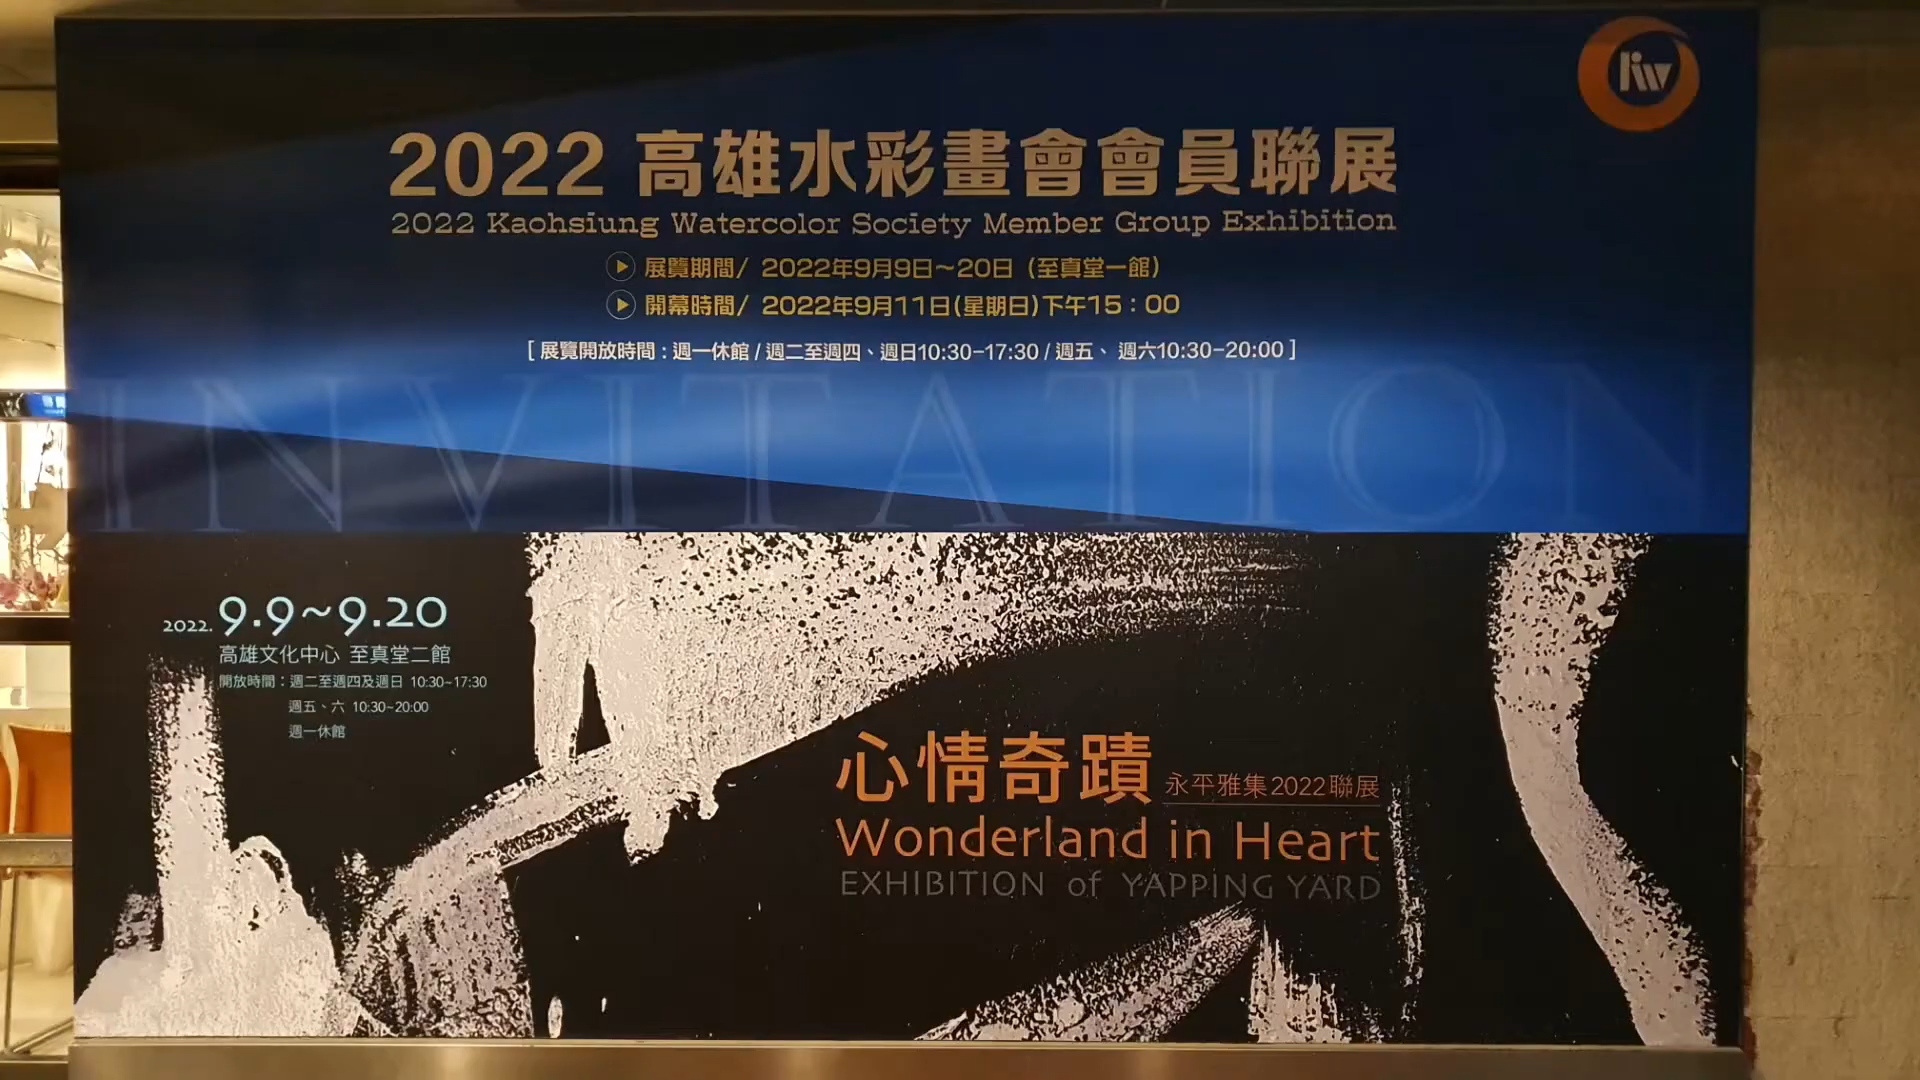 kw
2022 高雄水彩畫會會員聯展
2022 Kaohsiung Watercolor Society Member Group Exhibition
展覽期間/ 2022年9月9日~20日 (至真堂一館)
開幕時間/ 2022年9月11日(星期日)下午15:00
[ 展覽開放時間:週一休館 / 週二至週四、週日10:30-17:30 / 週五、週六10:30-20:00 ]
INVITATION
2022. 9.9~9.20
高雄文化中心 至真堂二館
開放時間:週二至週四及週日 10:30~17:30
週五、六 10:30~20:00
週一休館
心情奇蹟 永平雅集2022聯展
Wonderland in Heart
EXHIBITION of YAPPING YARD